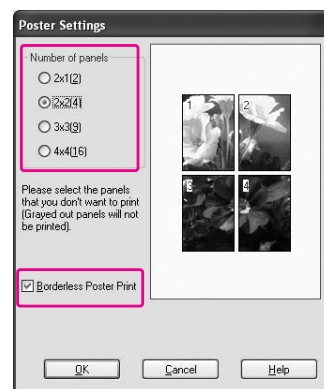 Poster Settings
Number of panels
2x1(2)
2x2(4)
3x3(9)
4x4(16)
Please select the panels
that you don't want to print
(Grayed out panels will not
be printed).
Borderless Poster Print
1 2
3 4
OK Cancel Help